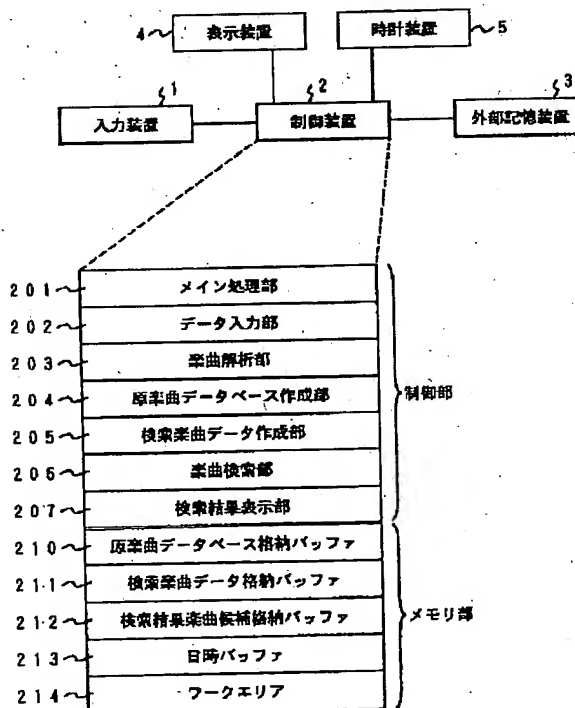 4 表示装置
時計装置 5
1 2 3
入力装置 制御装置 外部記憶装置
201 メイン処理部
202 データ入力部
203 楽曲解析部
204 原楽曲データベース作成部
制御部
205 検索楽曲データ作成部
206 楽曲検索部
207 検索結果表示部
210 原楽曲データベース格納バッファ
211 検索楽曲データ格納バッファ
212 検索結果楽曲候補格納バッファ
メモリ部
213 日時バッファ
214 ワークエリア